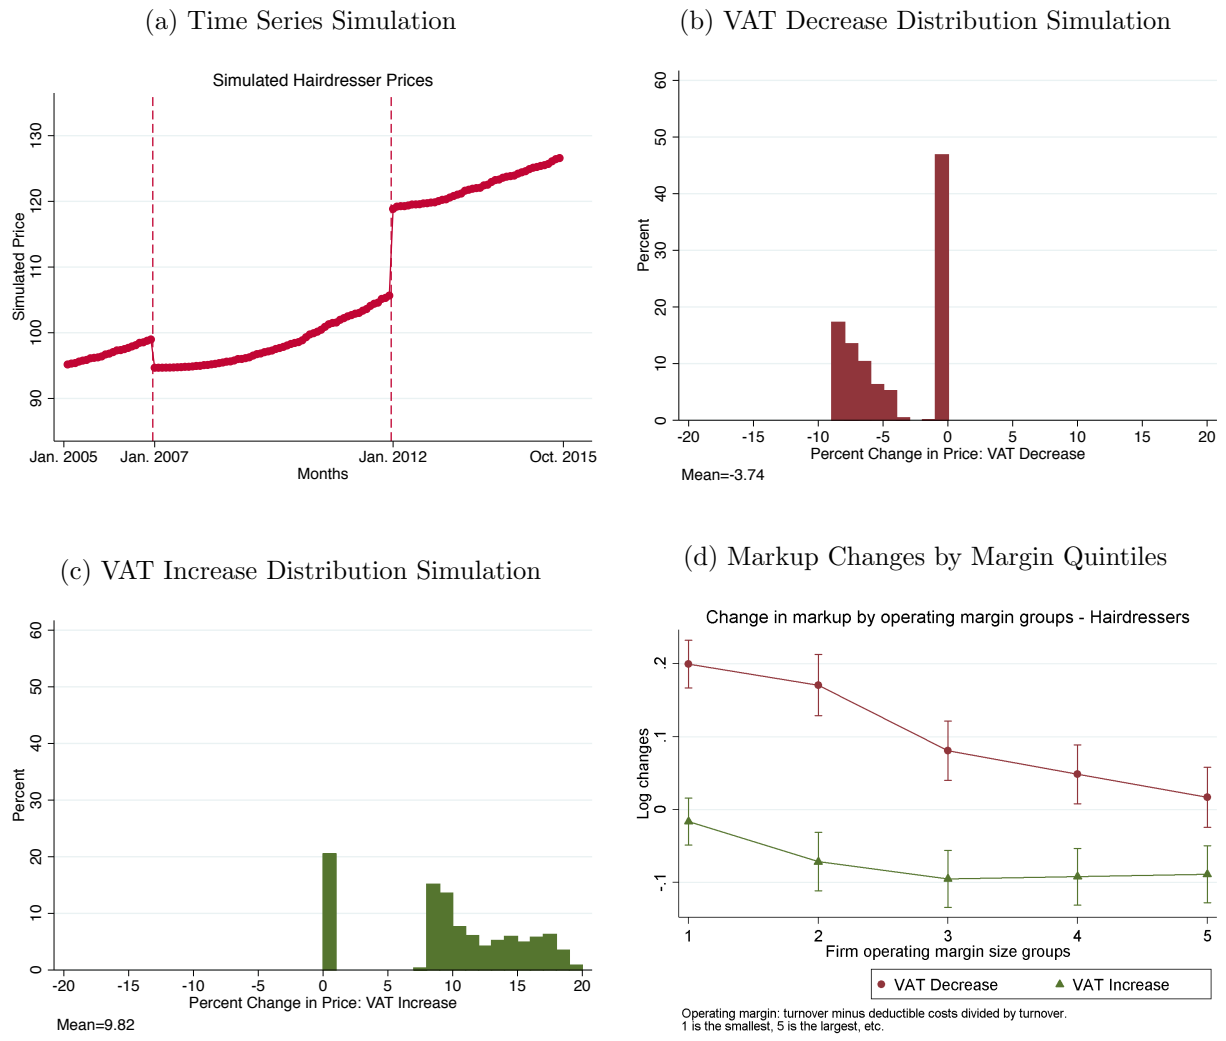 (a) Time Series Simulation
Simulated Hairdresser Prices
Simulated Price
130
120
110
100
90
Jan. 2005 Jan. 2007 Jan. 2012 Oct. 2015
Months
(b) VAT Decrease Distribution Simulation
Percent
60
50
40
30
20
10
0
-20 -15 -10 -5 0 5 10 15 20
Percent Change in Price: VAT Decrease
Mean=-3.74
(c) VAT Increase Distribution Simulation
Percent
60
50
40
30
20
10
0
-20 -15 -10 -5 0 5 10 15 20
Percent Change in Price: VAT Increase
Mean=9.82
(d) Markup Changes by Margin Quintiles
Change in markup by operating margin groups - Hairdressers
Log changes
.2
.1
0
-.1
1 2 3 4 5
Firm operating margin size groups
VAT Decrease VAT Increase
Operating margin: turnover minus deductible costs divided by turnover.
1 is the smallest, 5 is the largest, etc.